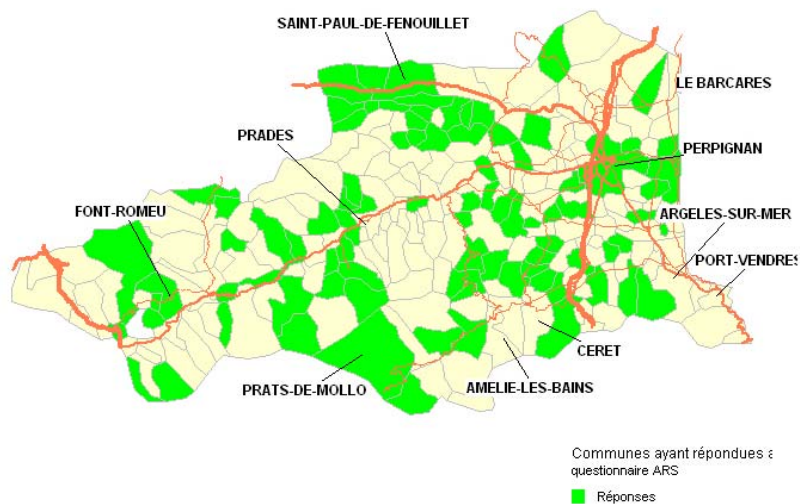 SAINT-PAUL-DE-FENOUILLET
LE BARCARES
PRADES
PERPIGNAN
FONT-ROMEU
ARGELES-SUR-MER
PORT-VENDRES
CERET
PRATS-DE-MOLLO
AMELIE-LES-BAINS
Communes ayant répondues a
questionnaire ARS
Réponses